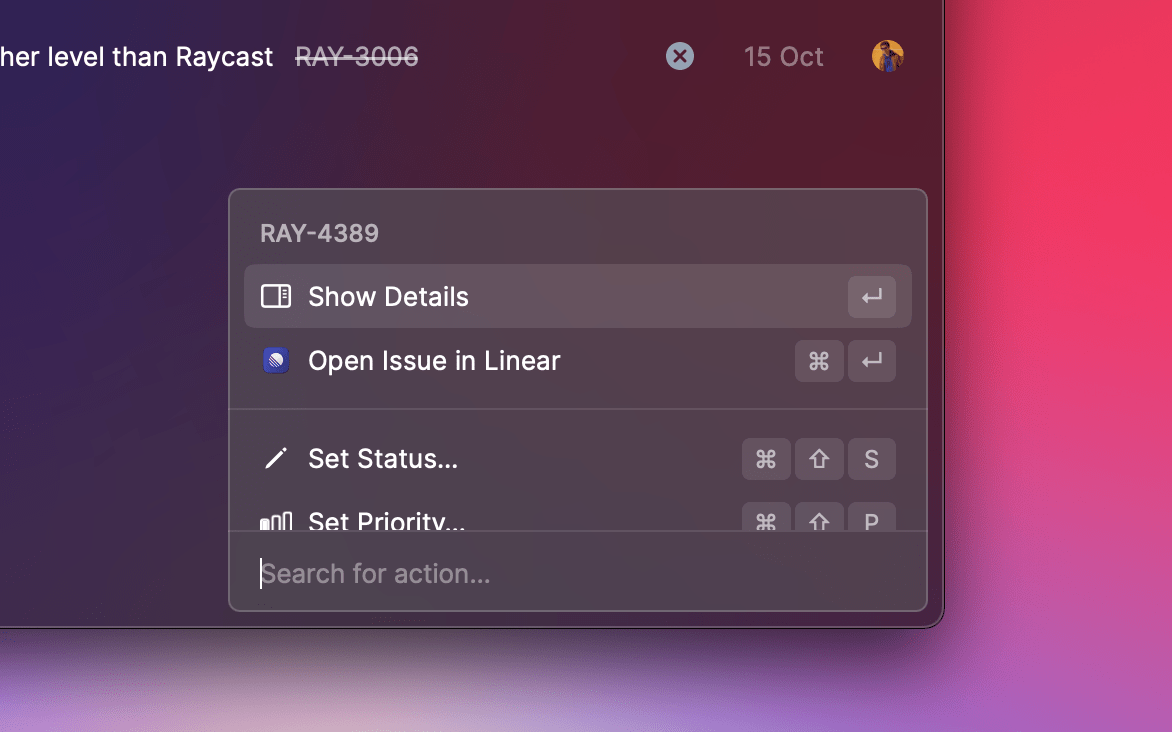 her level than Raycast RAY-3006 15 Oct
RAY-4389
Show Details ↵
Open Issue in Linear ⌘ ↵
Set Status... ⌘ ⇧ S
Set Priority... ⌘ ⇧ P
Search for action...